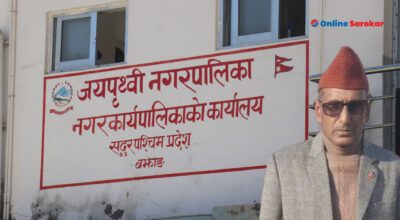 Online Sarokar
जयपृथ्वी नगरपालिका
नगरकार्यपालिकाको कार्यालय
सुदुरपश्चिम प्रदेश
बझाङ